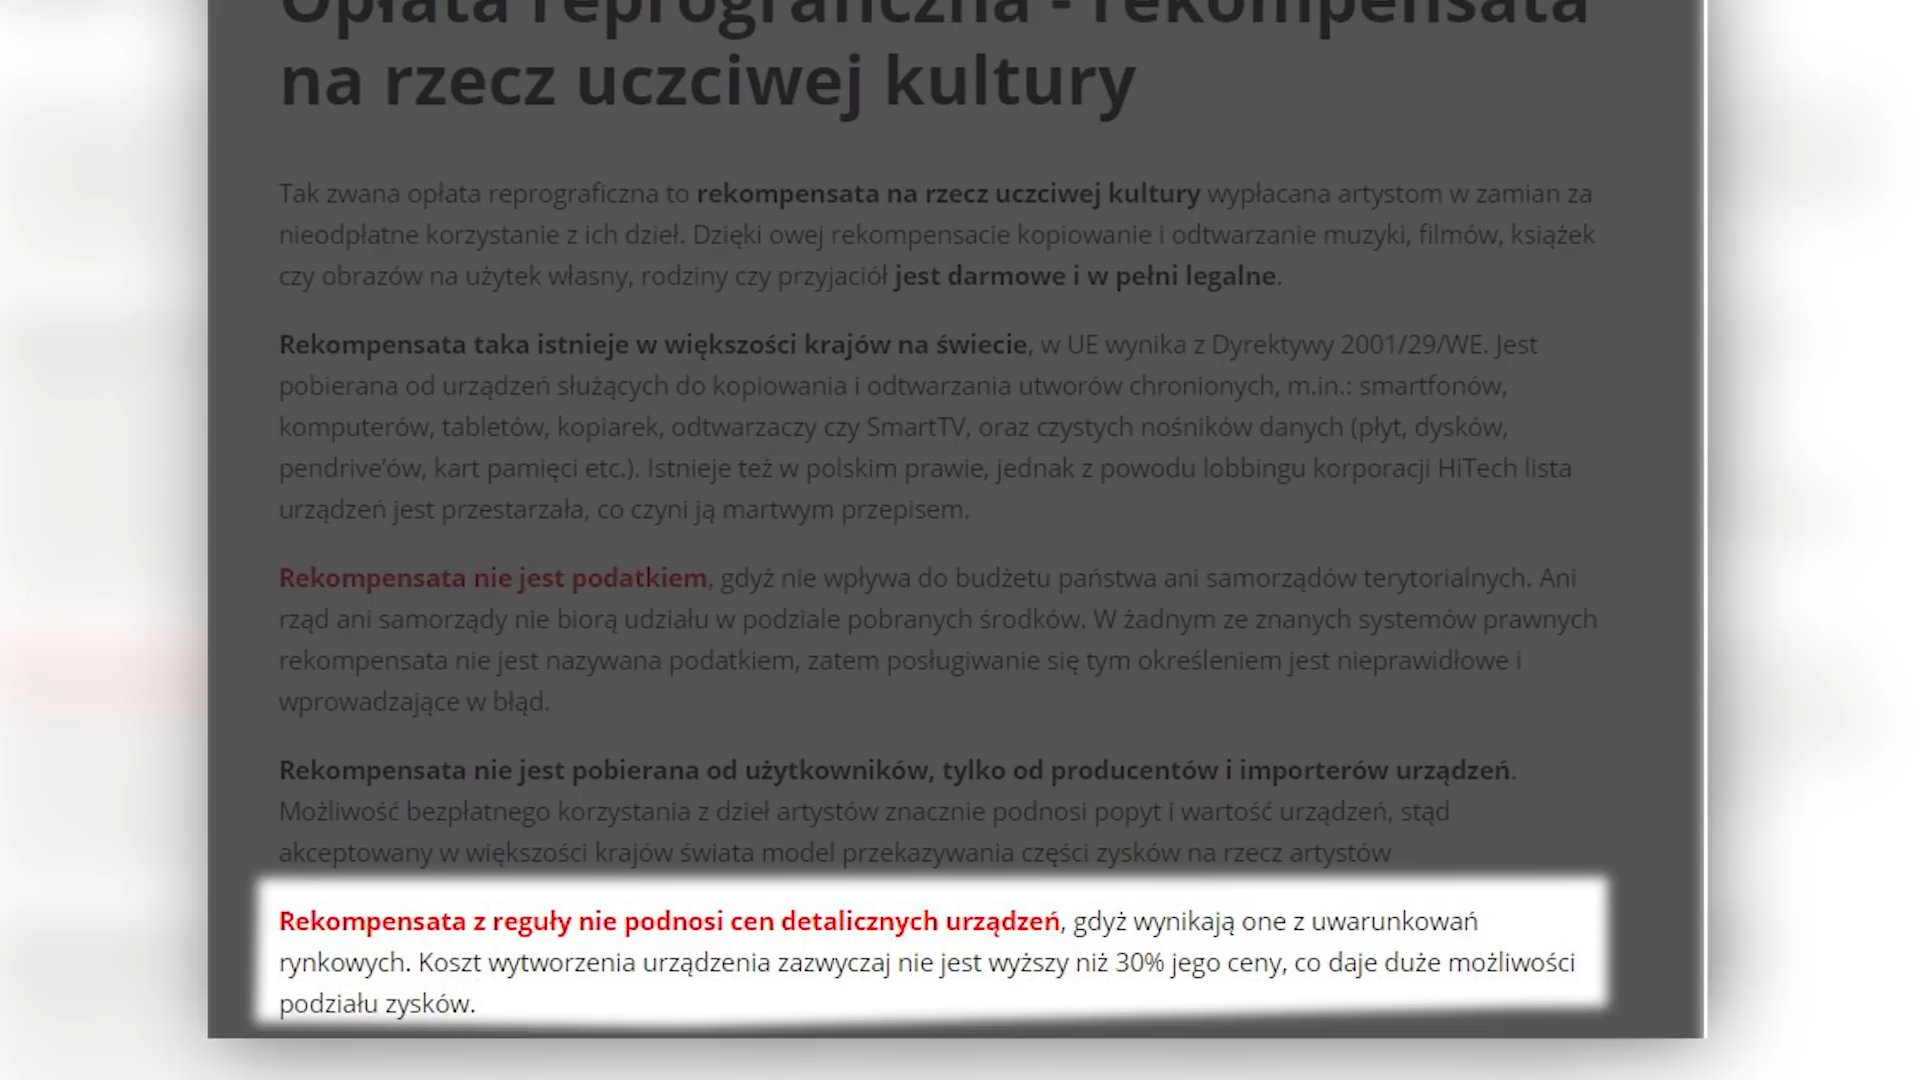 Opłata reprograficzna - rekompensata
na rzecz uczciwej kultury
Tak zwana opłata reprograficzna to rekompensata na rzecz uczciwej kultury wypłacana artystom w zamian za
nieodpłatne korzystanie z ich dzieł. Dzięki owej rekompensacie kopiowanie i odtwarzanie muzyki, filmów, książek
czy obrazów na użytek własny, rodziny czy przyjaciół jest darmowe i w pełni legalne.
Rekompensata taka istnieje w większości krajów na świecie, w UE wynika z Dyrektywy 2001/29/WE. Jest
pobierana od urządzeń służących do kopiowania i odtwarzania utworów chronionych, m.in.: smartfonów,
komputerów, tabletów, kopiarek, odtwarzaczy czy SmartTV, oraz czystych nośników danych (płyt, dysków,
pendrive’ów, kart pamięci etc.). Istnieje też w polskim prawie, jednak z powodu lobbingu korporacji HiTech lista
urządzeń jest przestarzała, co czyni ją martwym przepisem.
Rekompensata nie jest podatkiem, gdyż nie wpływa do budżetu państwa ani samorządów terytorialnych. Ani
rząd ani samorządy nie biorą udziału w podziale pobranych środków. W żadnym ze znanych systemów prawnych
rekompensata nie jest nazywana podatkiem, zatem posługiwanie się tym określeniem jest nieprawidłowe i
wprowadzające w błąd.
Rekompensata nie jest pobierana od użytkowników, tylko od producentów i importerów urządzeń.
Możliwość bezpłatnego korzystania z dzieł artystów znacznie podnosi popyt i wartość urządzeń, stąd
akceptowany w większości krajów świata model przekazywania części zysków na rzecz artystów
Rekompensata z reguły nie podnosi cen detalicznych urządzeń, gdyż wynikają one z uwarunkowań
rynkowych. Koszt wytworzenia urządzenia zazwyczaj nie jest wyższy niż 30% jego ceny, co daje duże możliwości
podziału zysków.